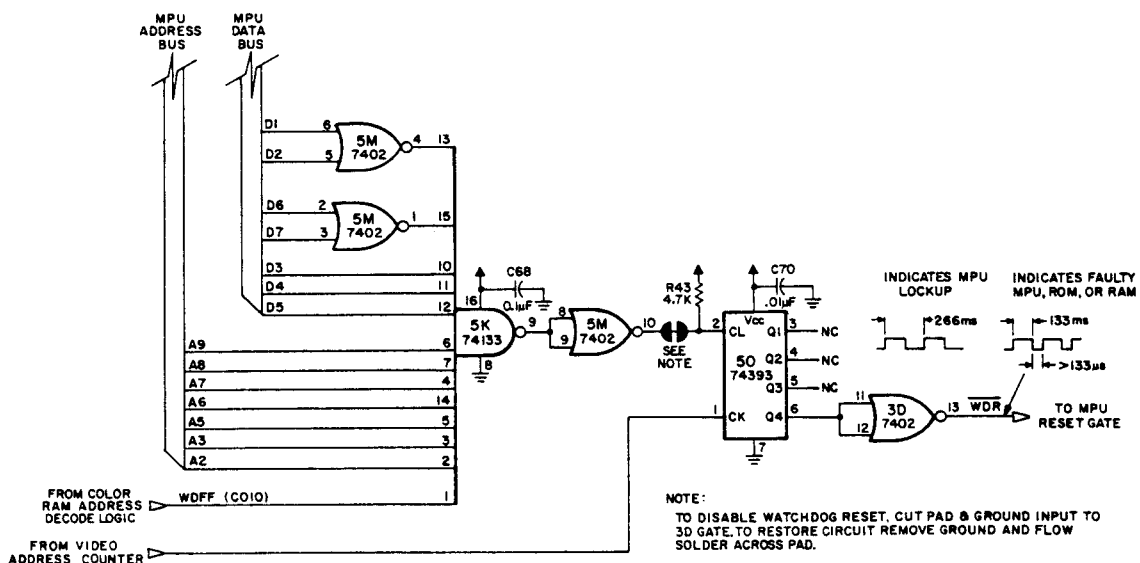 MPU
ADDRESS
BUS
MPU
DATA
BUS
D1
6
5M
7402
4
13
D2
5
D6
2
5M
7402
1
15
D7
3
D3
10
D4
11
D5
12
16
C68
0.1µF
5K
74133
9
8
8
9
5M
7402
10
SEE
NOTE
R43
4.7K
C70
.01µF
Vcc
2
CL
Q1
3
NC
Q2
4
NC
5O
74393
Q3
5
NC
1
CK
Q4
6
7
11
12
3D
7402
13
WDR
TO MPU
RESET GATE
INDICATES MPU
LOCKUP
266ms
INDICATES FAULTY
MPU, ROM, OR RAM
133ms
>133µs
A9
6
A8
7
A7
4
A6
14
A5
5
A3
3
A2
2
FROM COLOR
RAM ADDRESS
DECODE LOGIC
WDFF (C010)
1
FROM VIDEO
ADDRESS COUNTER
NOTE:
TO DISABLE WATCHDOG RESET, CUT PAD & GROUND INPUT TO
3D GATE. TO RESTORE CIRCUIT REMOVE GROUND AND FLOW
SOLDER ACROSS PAD.